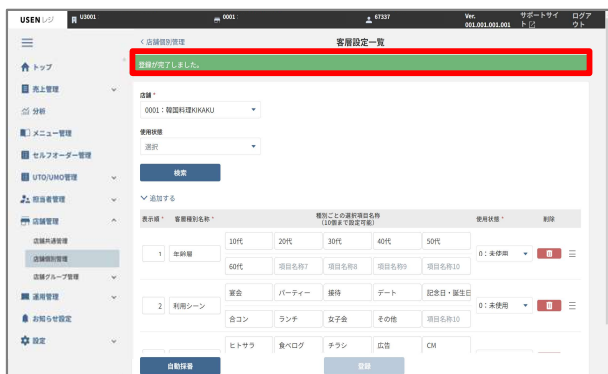 USEN レジ U3001 0001 67337 Ver. 001.001.001.001 サポートサイト ログアウト
＜店舗個別管理 客層設定一覧
登録が完了しました。
トップ
売上管理
分析
メニュー管理
セルフオーダー管理
UTO/UMO管理
担当者管理
店舗管理
店舗共通管理
店舗個別管理
店舗グループ管理
運用管理
お知らせ設定
設定
店舗 *
0001：韓国料理KIKAKU
使用状態
選択
検索
追加する
表示順 * 客層種別名称 * 種別ごとの選択項目名称 (10個まで設定可能) 使用状態 * 削除
1 年齢層 10代 20代 30代 40代 50代 0：未使用
60代 項目名称7 項目名称8 項目名称9 項目名称10
2 利用シーン 宴会 パーティー 接待 デート 記念日・誕生日 0：未使用
合コン ランチ 女子会 その他 項目名称10
ヒトサラ 食べログ チラシ 広告 CM
自動採番 登録